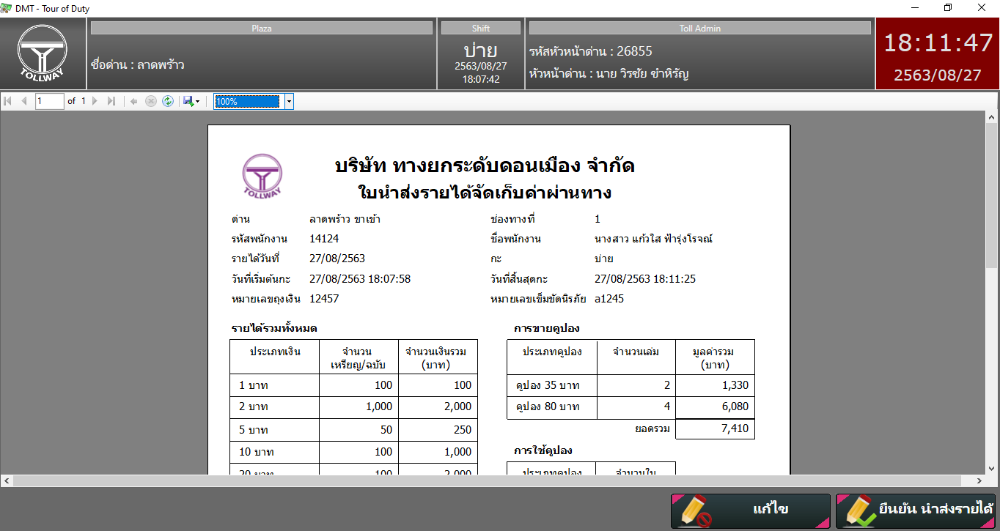 DMT - Tour of Duty
Plaza
ชื่อด่าน : ลาดพร้าว
Shift
บ่าย
2563/08/27
18:07:42
Toll Admin
รหัสหัวหน้าด่าน : 26855
หัวหน้าด่าน : นาย วิรชัย ขำหิรัญ
18:11:47
2563/08/27
TOLLWAY
1 of 1
100%
TOLLWAY
บริษัท ทางยกระดับดอนเมือง จำกัด
ใบนำส่งรายได้จัดเก็บค่าผ่านทาง
ด่าน ลาดพร้าว ขาเข้า ช่องทางที่ 1
รหัสพนักงาน 14124 ชื่อพนักงาน นางสาว แก้วใส ฟ้ารุ่งโรจณ์
รายได้วันที่ 27/08/2563 กะ บ่าย
วันที่เริ่มต้นกะ 27/08/2563 18:07:58 วันที่สิ้นสุดกะ 27/08/2563 18:11:25
หมายเลขถุงเงิน 12457 หมายเลขเข็มขัดนิรภัย a1245
รายได้รวมทั้งหมด
ประเภทเงิน จำนวน เหรียญ/ฉบับ จำนวนเงินรวม (บาท)
1 บาท 100 100
2 บาท 1,000 2,000
5 บาท 50 250
10 บาท 100 1,000
20 บาท 100 2,000
การขายคูปอง
ประเภทคูปอง จำนวนเล่ม มูลค่ารวม (บาท)
คูปอง 35 บาท 2 1,330
คูปอง 80 บาท 4 6,080
ยอดรวม 7,410
การใช้คูปอง
ประเภทคูปอง จำนวนใบ
แก้ไข
ยืนยัน นำส่งรายได้